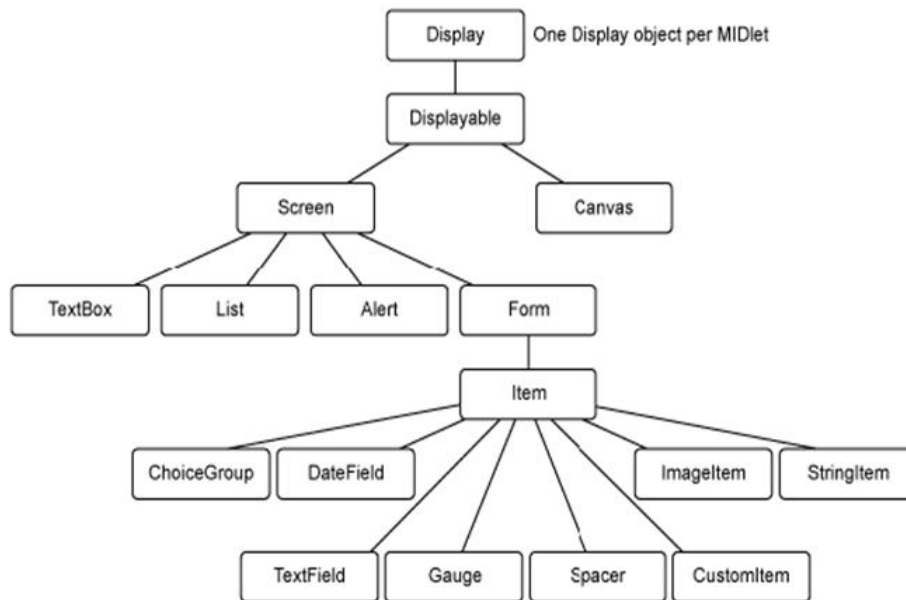 Display
One Display object per MIDlet
Displayable
Screen
Canvas
TextBox
List
Alert
Form
Item
ChoiceGroup
DateField
ImageItem
StringItem
TextField
Gauge
Spacer
CustomItem